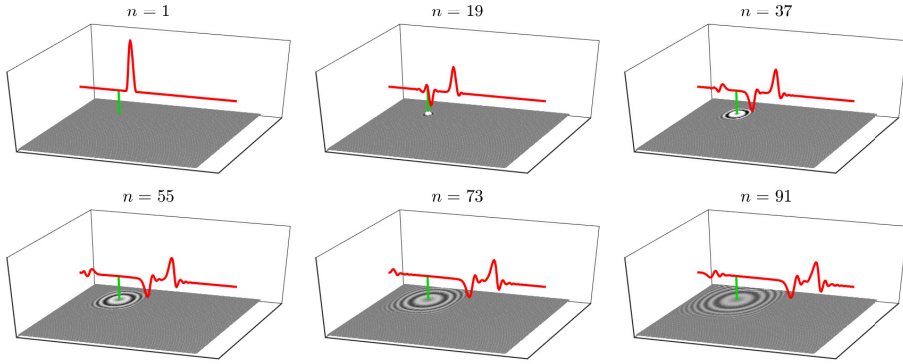 n = 1
n = 19
n = 37
n = 55
n = 73
n = 91